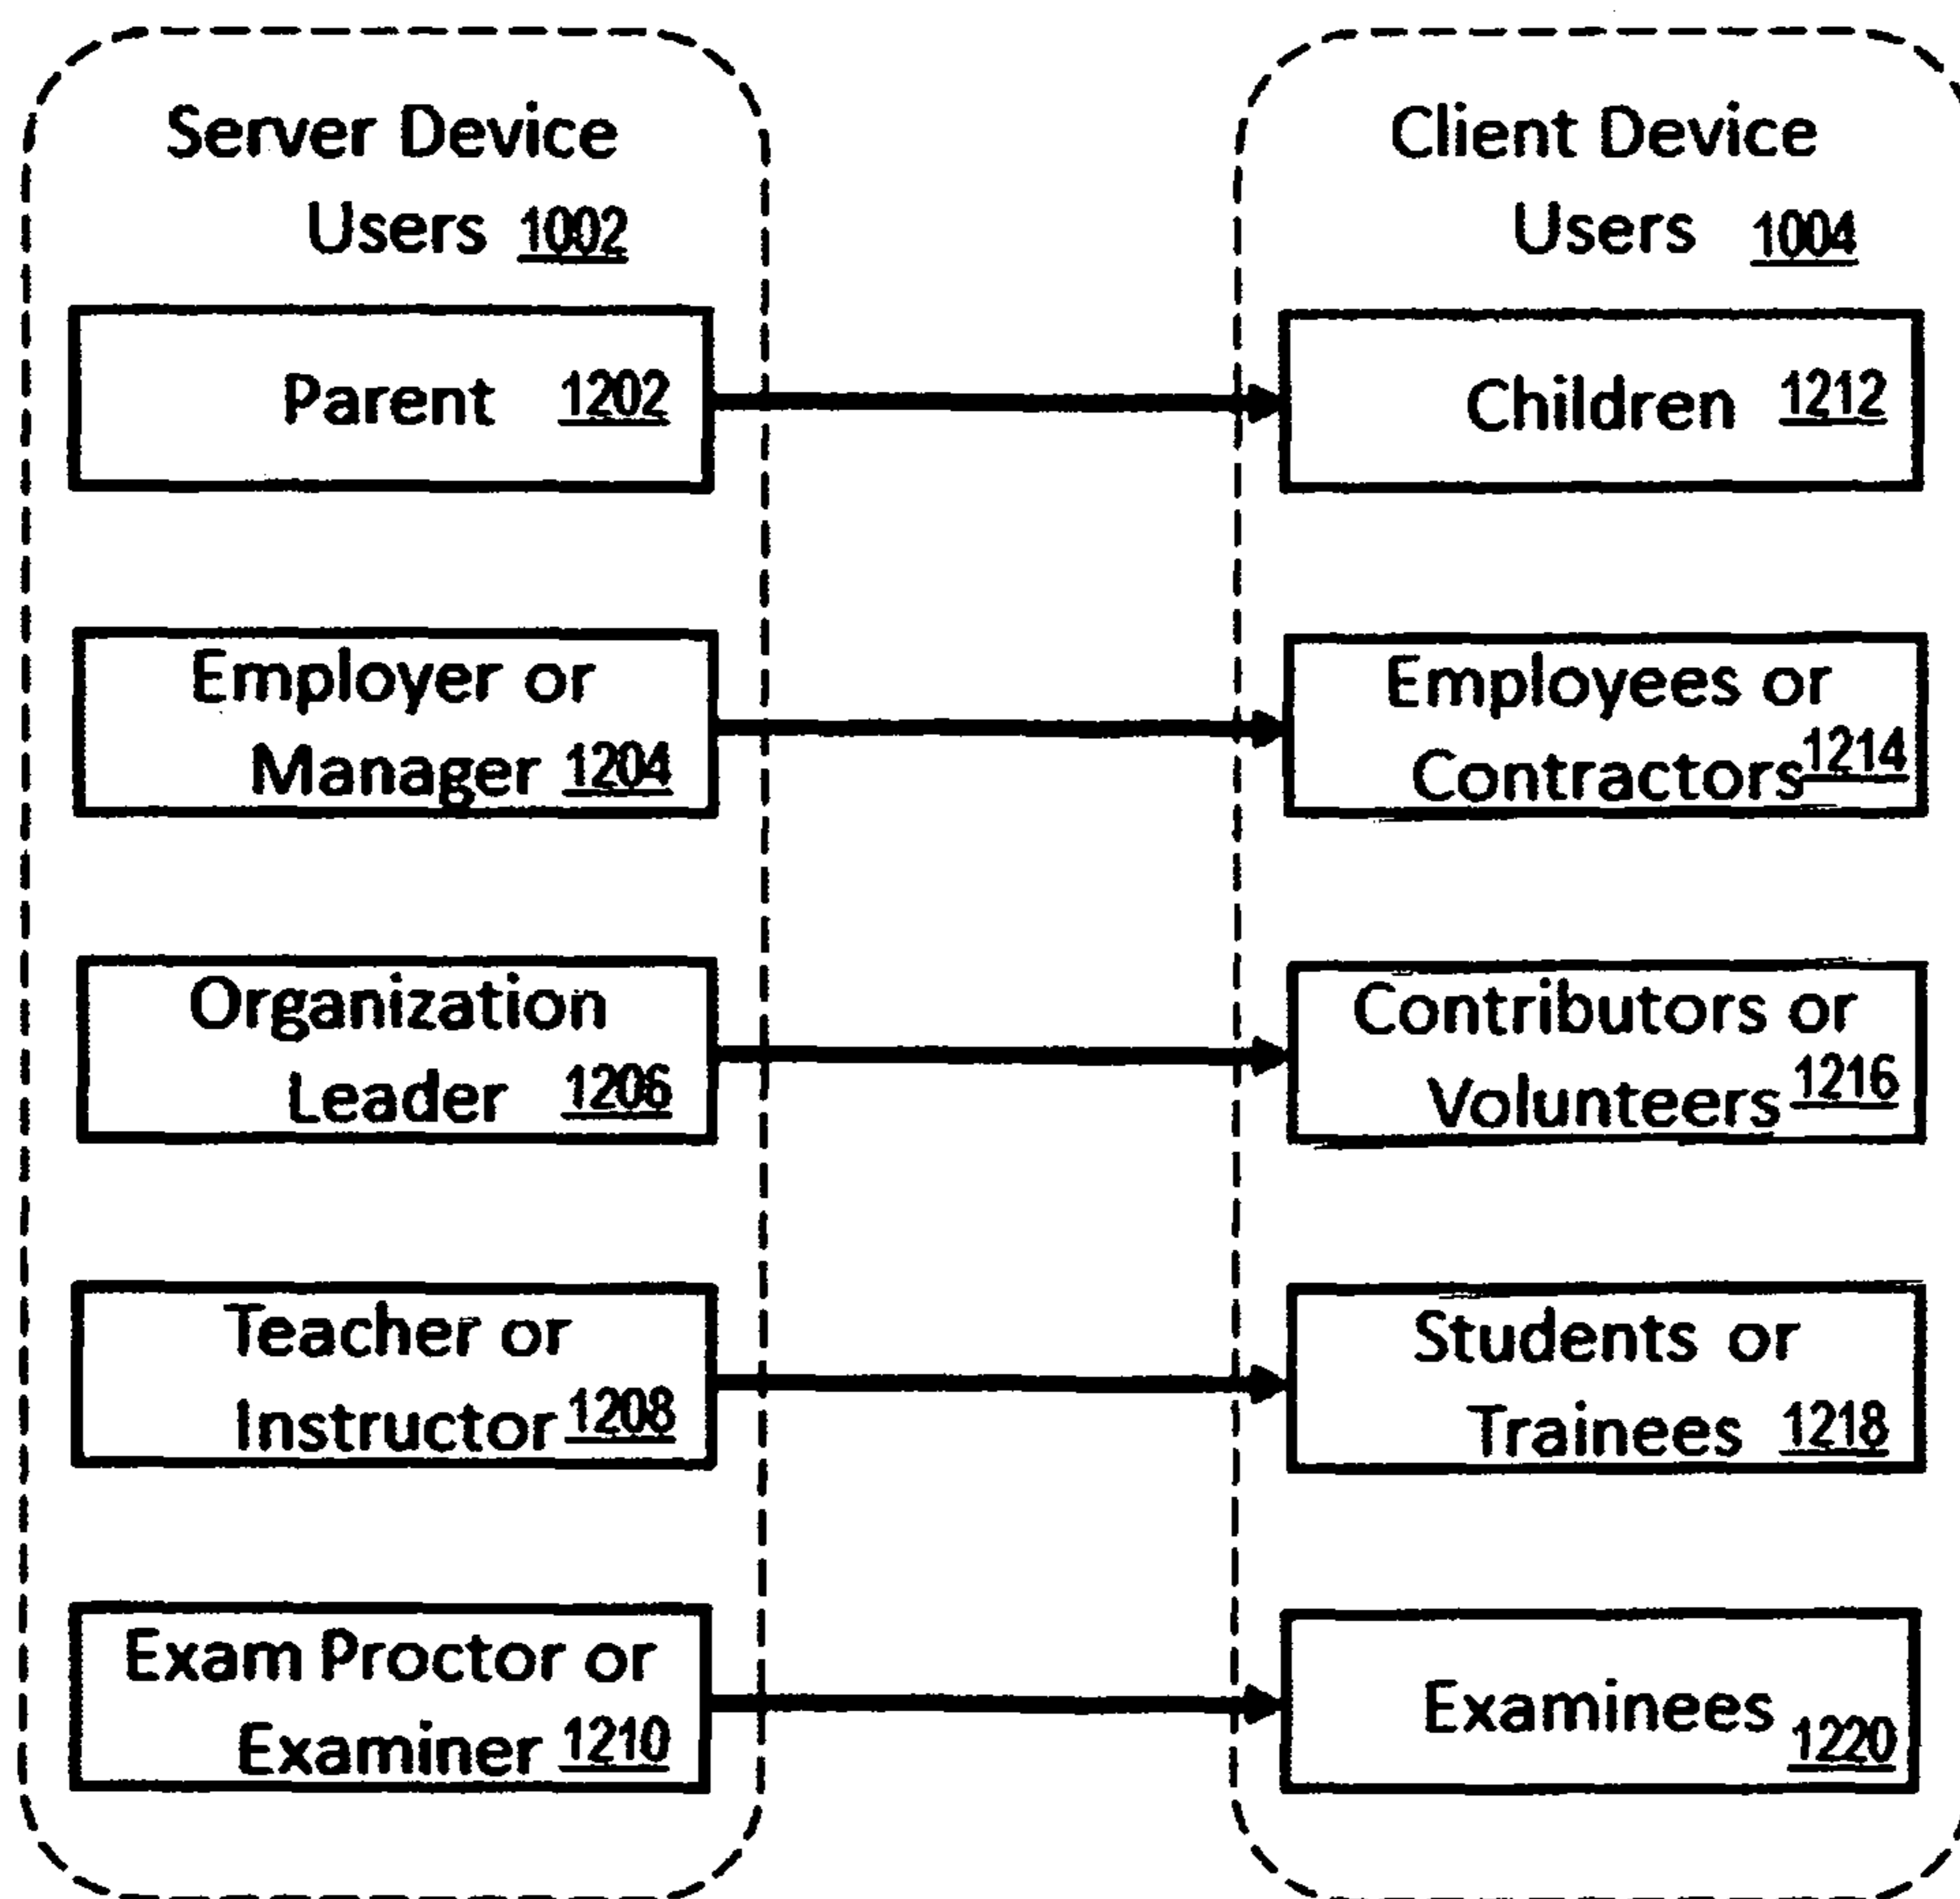 Server Device
Users 1002
Parent 1202
Employer or
Manager 1204
Organization
Leader 1206
Teacher or
Instructor 1208
Exam Proctor or
Examiner 1210
Client Device
Users 1004
Children 1212
Employees or
Contractors 1214
Contributors or
Volunteers 1216
Students or
Trainees 1218
Examinees 1220